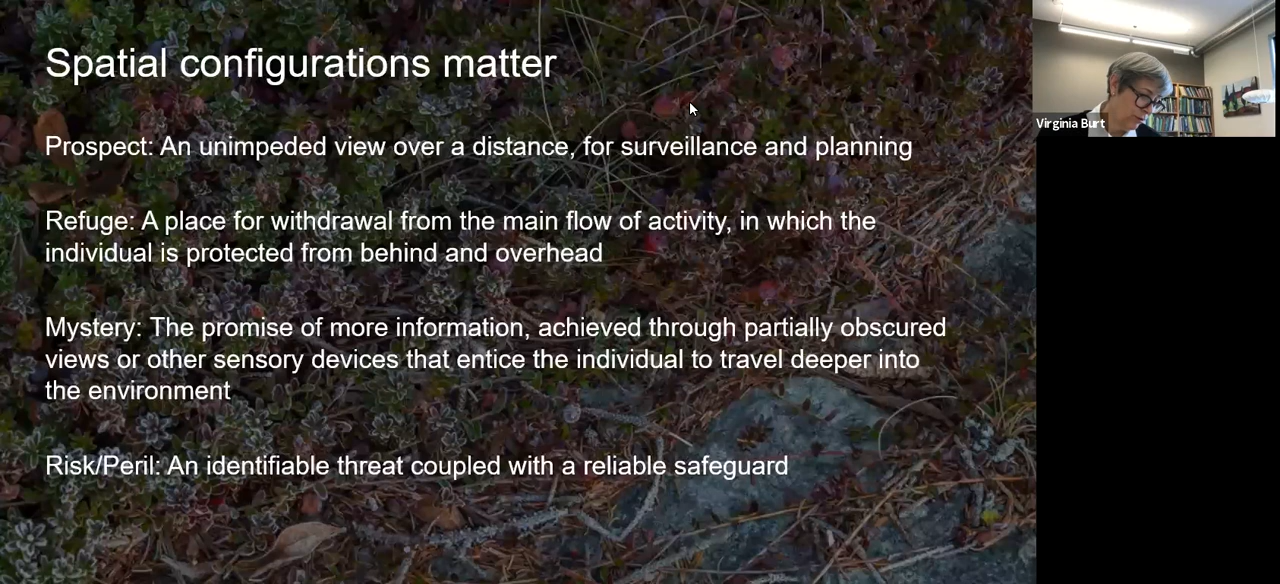 Spatial configurations matter
Prospect: An unimpeded view over a distance, for surveillance and planning
Refuge: A place for withdrawal from the main flow of activity, in which the
individual is protected from behind and overhead
Mystery: The promise of more information, achieved through partially obscured
views or other sensory devices that entice the individual to travel deeper into
the environment
Risk/Peril: An identifiable threat coupled with a reliable safeguard
Virginia Burt